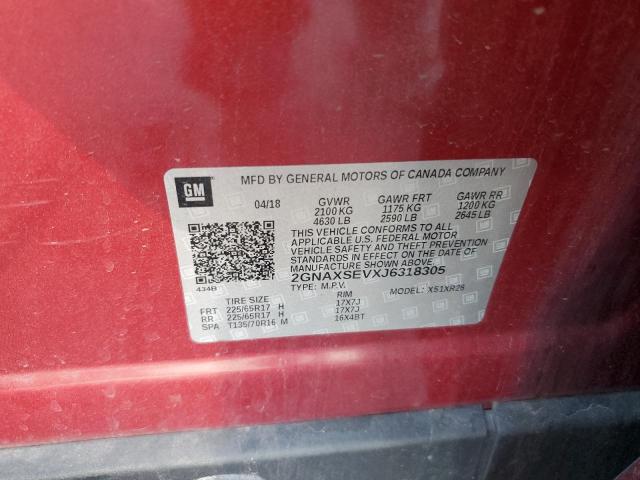 GM
MFD BY GENERAL MOTORS OF CANADA COMPANY
04/18 GVWR GAWR FRT GAWR RR
2100 KG 1175 KG 1200 KG
4630 LB 2590 LB 2645 LB
THIS VEHICLE CONFORMS TO ALL
APPLICABLE U.S. FEDERAL MOTOR
VEHICLE SAFETY AND THEFT PREVENTION
STANDARDS IN EFFECT ON THE DATE OF
MANUFACTURE SHOWN ABOVE.
2GNAXSEVXJ6318305
434B TYPE: M.P.V. MODEL: XS1XR26
TIRE SIZE RIM
FRT 225/65R17 H 17X7J
RR 225/65R17 H 17X7J
SPA T135/70R16 M 16X4BT